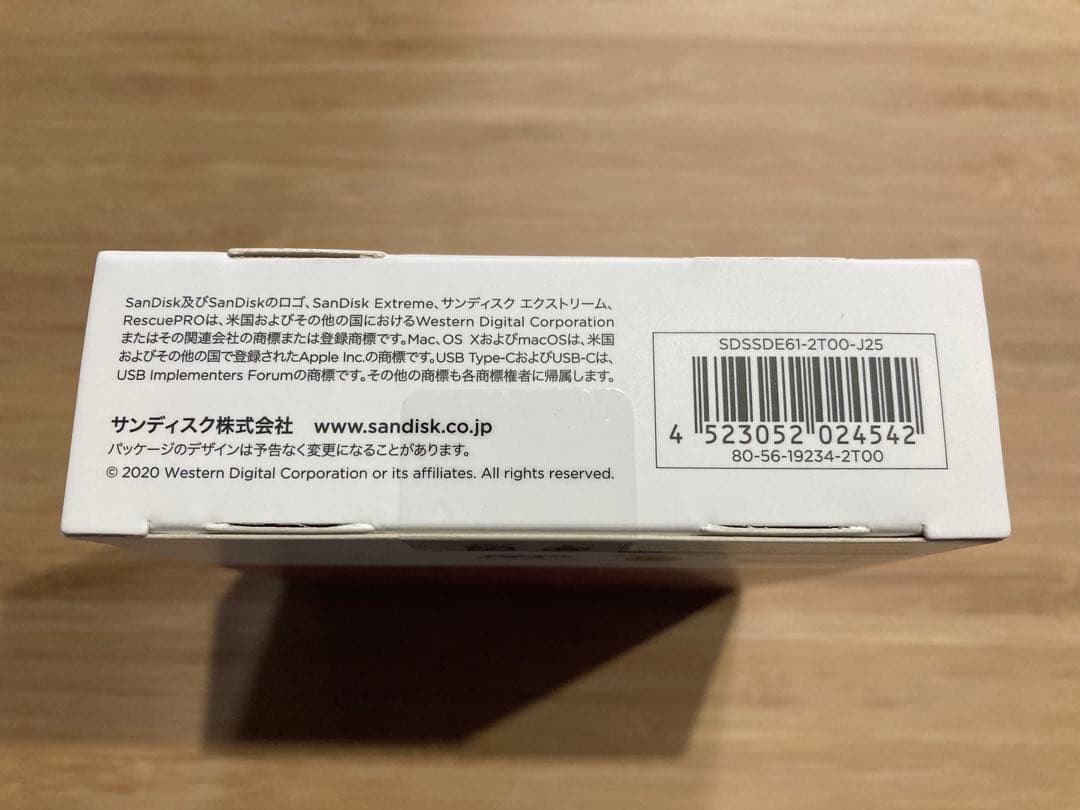 SanDisk及びSanDiskのロゴ、SanDisk Extreme、サンディスク エクストリーム、
RescuePROは、米国およびその他の国におけるWestern Digital Corporation
またはその関連会社の商標または登録商標です。Mac、OS XおよびmacOSは、米国
およびその他の国で登録されたApple Inc.の商標です。USB Type-CおよびUSB-Cは、
USB Implementers Forumの商標です。その他の商標も各商標権者に帰属します。
サンディスク株式会社 www.sandisk.co.jp
パッケージのデザインは予告なく変更になることがあります。
© 2020 Western Digital Corporation or its affiliates. All rights reserved.
SDSSDE61-2T00-J25
4 523052 024542
80-56-19234-2T00